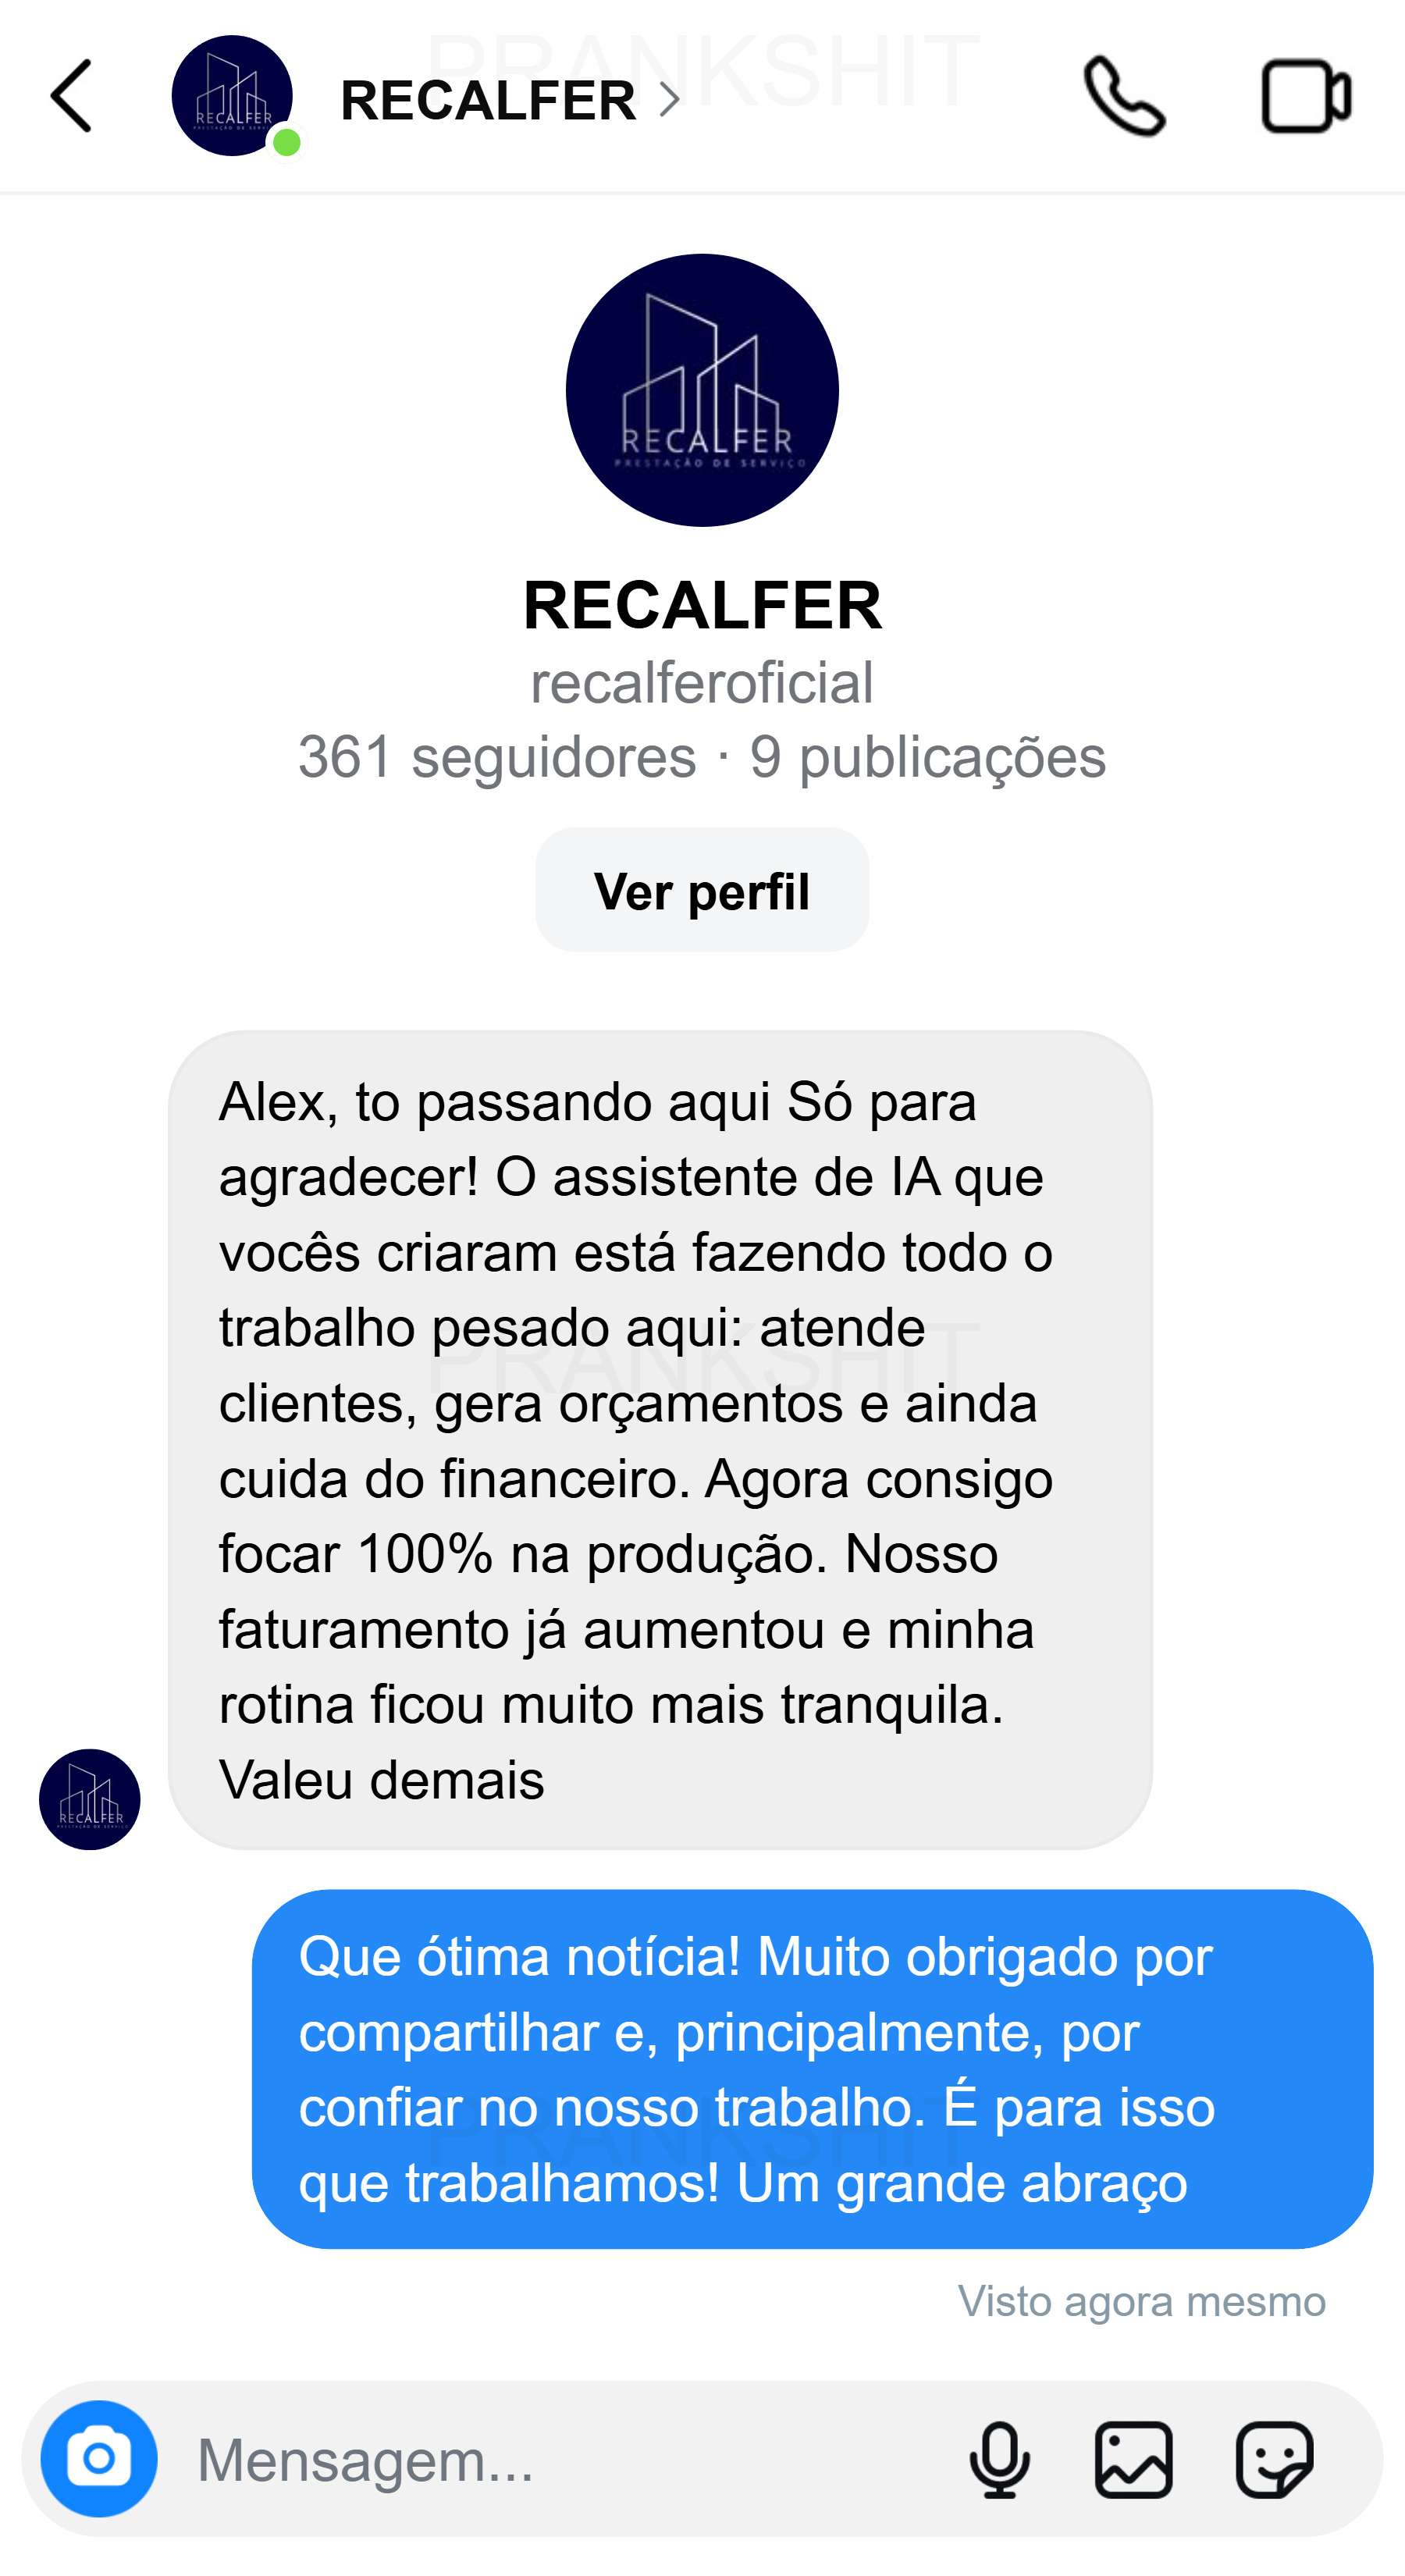 PRANKSHIT
RECALFER
RECALFER
PRESTAÇÃO DE SERVIÇO
RECALFER
recalferoficial
361 seguidores · 9 publicações
Ver perfil
Alex, to passando aqui Só para
agradecer! O assistente de IA que
vocês criaram está fazendo todo o
trabalho pesado aqui: atende
PRANKSHIT
clientes, gera orçamentos e ainda
cuida do financeiro. Agora consigo
focar 100% na produção. Nosso
faturamento já aumentou e minha
rotina ficou muito mais tranquila.
Valeu demais
RECALFER
Que ótima notícia! Muito obrigado por
compartilhar e, principalmente, por
confiar no nosso trabalho. É para isso
PRANKSHIT
que trabalhamos! Um grande abraço
Visto agora mesmo
Mensagem...